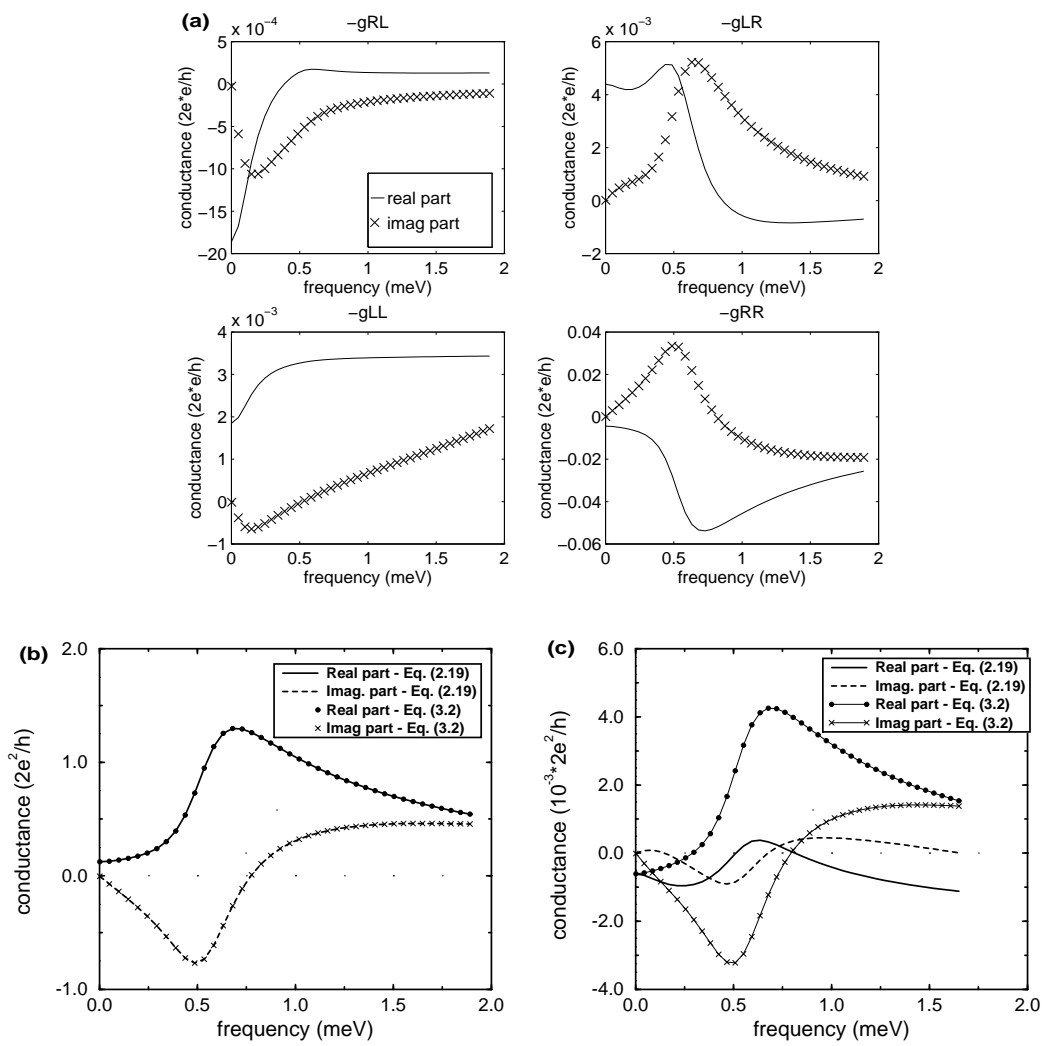 (a)
−gRL
x 10−4
conductance (2e*e/h)
5
0
−5
−10
−15
−20
0
0.5
1
1.5
2
frequency (meV)
real part
imag part
−gLR
x 10−3
conductance (2e*e/h)
6
4
2
0
−2
0
0.5
1
1.5
2
frequency (meV)
−gLL
x 10−3
conductance (2e*e/h)
4
3
2
1
0
−1
0
0.5
1
1.5
2
frequency (meV)
−gRR
conductance (2e*e/h)
0.04
0.02
0
−0.02
−0.04
−0.06
0
0.5
1
1.5
2
frequency (meV)
(b)
conductance (2e²/h)
2.0
1.0
0.0
-1.0
0.0
0.5
1.0
1.5
2.0
frequency (meV)
Real part - Eq. (2.19)
Imag. part - Eq. (2.19)
Real part - Eq. (3.2)
Imag part - Eq. (3.2)
(c)
conductance (10-3*2e²/h)
6.0
4.0
2.0
0.0
-2.0
-4.0
0.0
0.5
1.0
1.5
2.0
frequency (meV)
Real part - Eq. (2.19)
Imag. part - Eq. (2.19)
Real part - Eq. (3.2)
Imag part - Eq. (3.2)